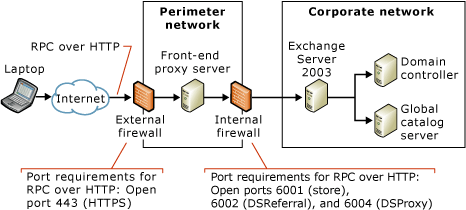 Perimeter
network
Corporate network
RPC over HTTP
Laptop
Internet
Front-end
proxy server
External
firewall
Internal
firewall
Exchange
Server
2003
Domain
controller
Global
catalog
server
Port requirements for
RPC over HTTP: Open
port 443 (HTTPS)
Port requirements for RPC over HTTP:
Open ports 6001 (store),
6002 (DSReferral), and 6004 (DSProxy)